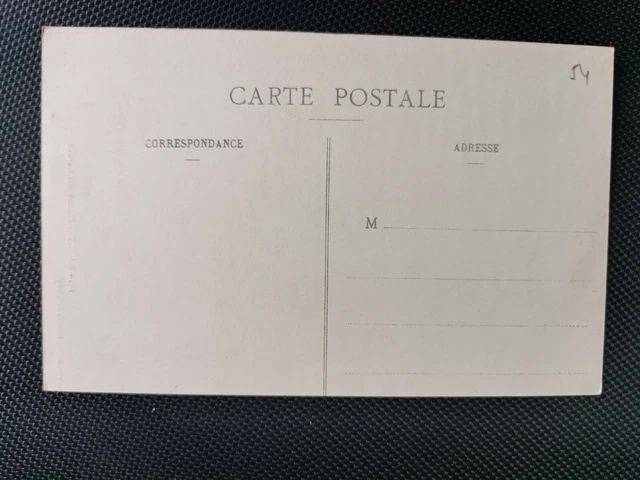 54
CARTE POSTALE
CORRESPONDANCE
ADRESSE
M